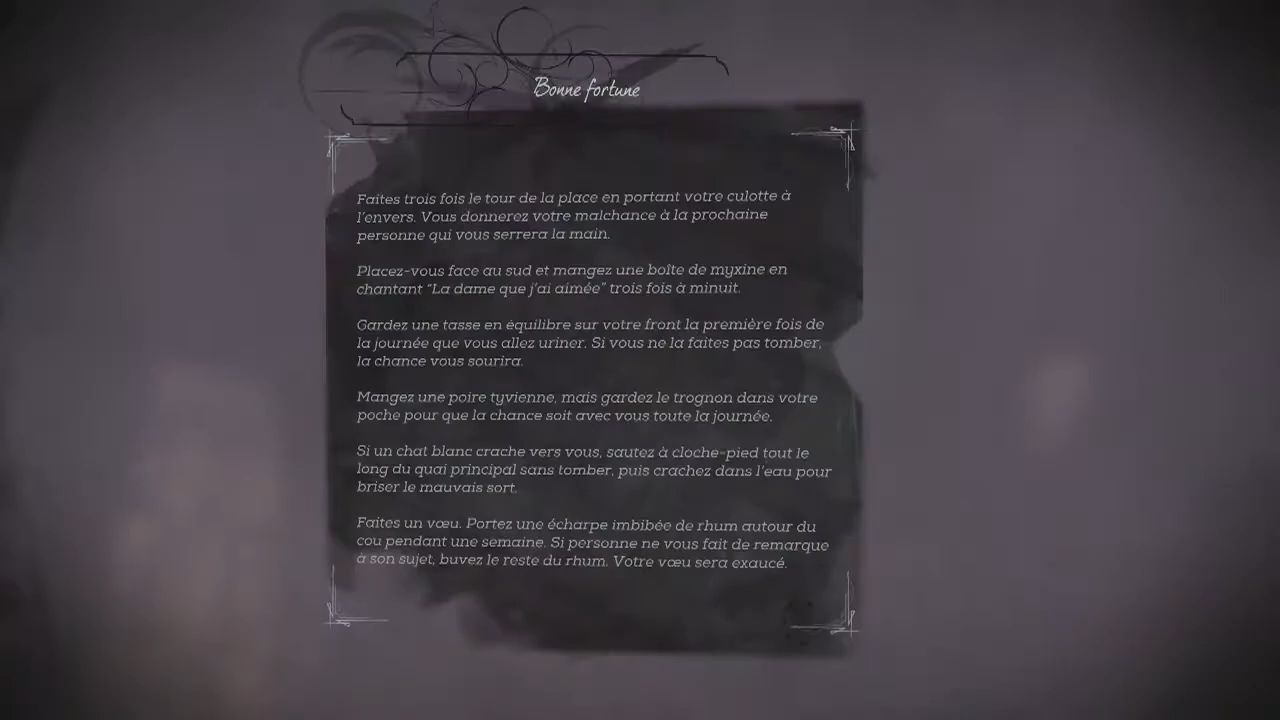 Bonne fortune
Faites trois fois le tour de la place en portant votre culotte à
l'envers. Vous donnerez votre malchance à la prochaine
personne qui vous serrera la main.
Placez-vous face au sud et mangez une boîte de myxine en
chantant "La dame que j'ai aimée" trois fois à minuit.
Gardez une tasse en équilibre sur votre front la première fois de
la journée que vous allez uriner. Si vous ne la faites pas tomber,
la chance vous sourira.
Mangez une poire tyvienne, mais gardez le trognon dans votre
poche pour que la chance soit avec vous toute la journée.
Si un chat blanc crache vers vous, sautez à cloche-pied tout le
long du quai principal sans tomber, puis crachez dans l'eau pour
briser le mauvais sort.
Faites un vœu. Portez une écharpe imbibée de rhum autour du
cou pendant une semaine. Si personne ne vous fait de remarque
à son sujet, buvez le reste du rhum. Votre vœu sera exaucé.